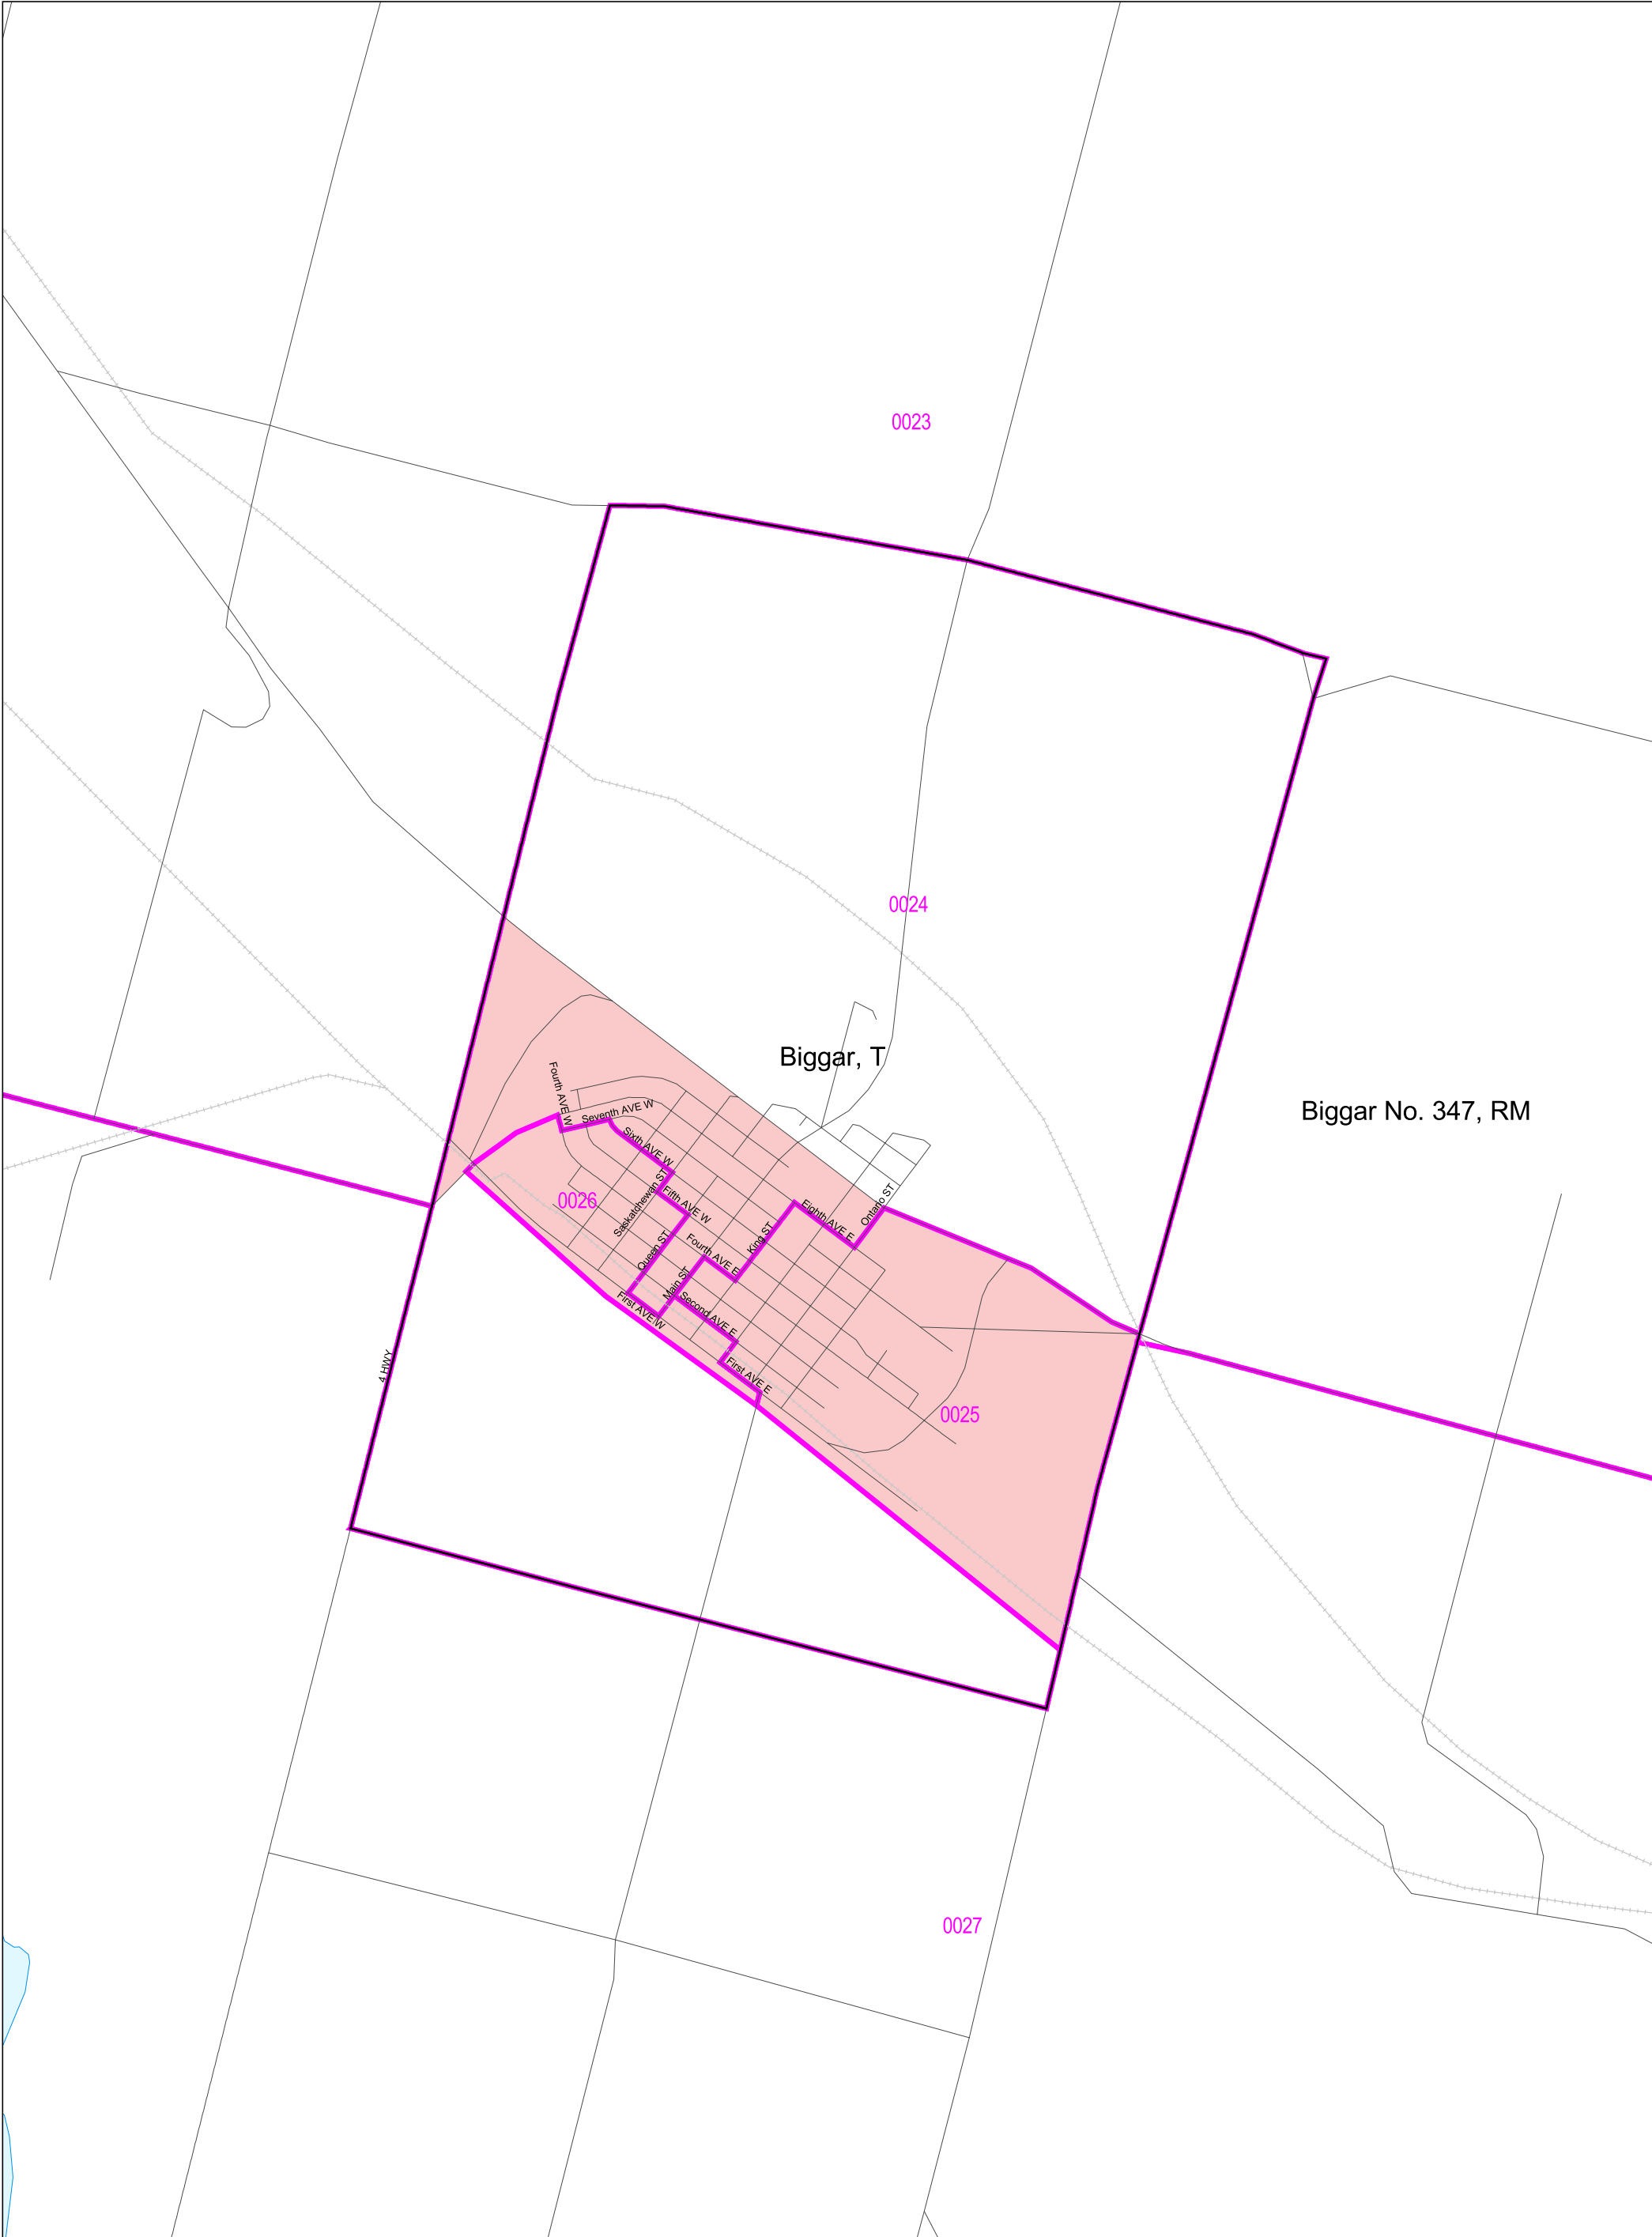 0023
0024
Biggar, T
Biggar No. 347, RM
Fourth AVE W
Seventh AVE W
Sixth AVE W
Saskatchewan ST
0026
Fifth AVE W
Ontario ST
Eighth AVE E
King ST
Queen ST
Fourth AVE E
Main ST
First AVE W
Second AVE E
4 HWY
First AVE E
0025
0027